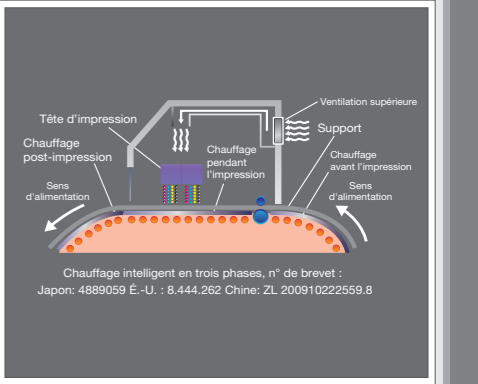 Ventilation supérieure
Tête d'impression
Support
Chauffage
post-impression
Chauffage
pendant
l'impression
Chauffage
avant l'impression
Sens
d'alimentation
Sens
d'alimentation
Chauffage intelligent en trois phases, n° de brevet :
Japon: 4889059 É.-U. : 8.444.262 Chine: ZL 200910222559.8